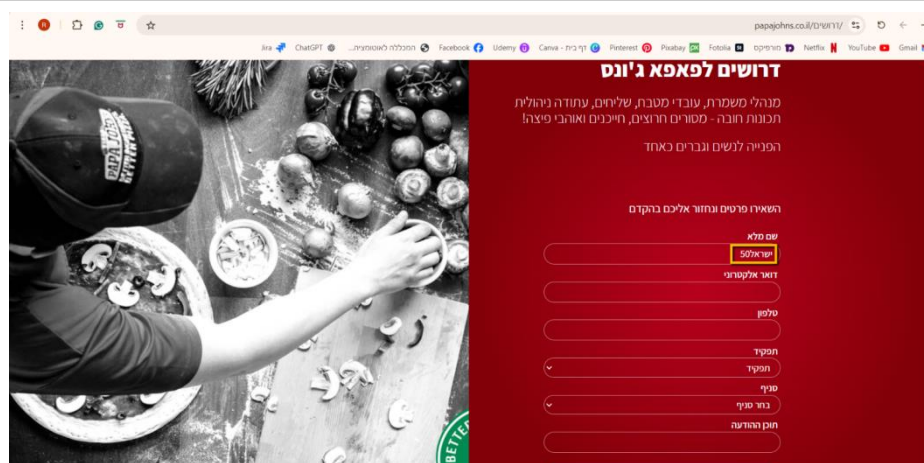 papajohns.co.il/דרושים/
Gmail
YouTube
Netflix
מורתיקס
Fotolia
Pixabay
Pinterest
דף בית - Canva
Udemy
Facebook
המכללה לאוטומציה...
ChatGPT
Jira
דרושים לפאפא ג'ונס
מנהלי משמרת, עובדי מטבח, שליחים, עתודה ניהולית
תכונות חובה - מסורים חרוצים, חייכנים ואוהבי פיצה!
הפנייה לנשים וגברים כאחד
השאירו פרטים ונחזור אליכם בהקדם
שם מלא
ישראל50
דואר אלקטרוני
טלפון
תפקיד
תפקיד
סניף
בחר סניף
תוכן ההודעה
PAPA JOHN'S
BETTE